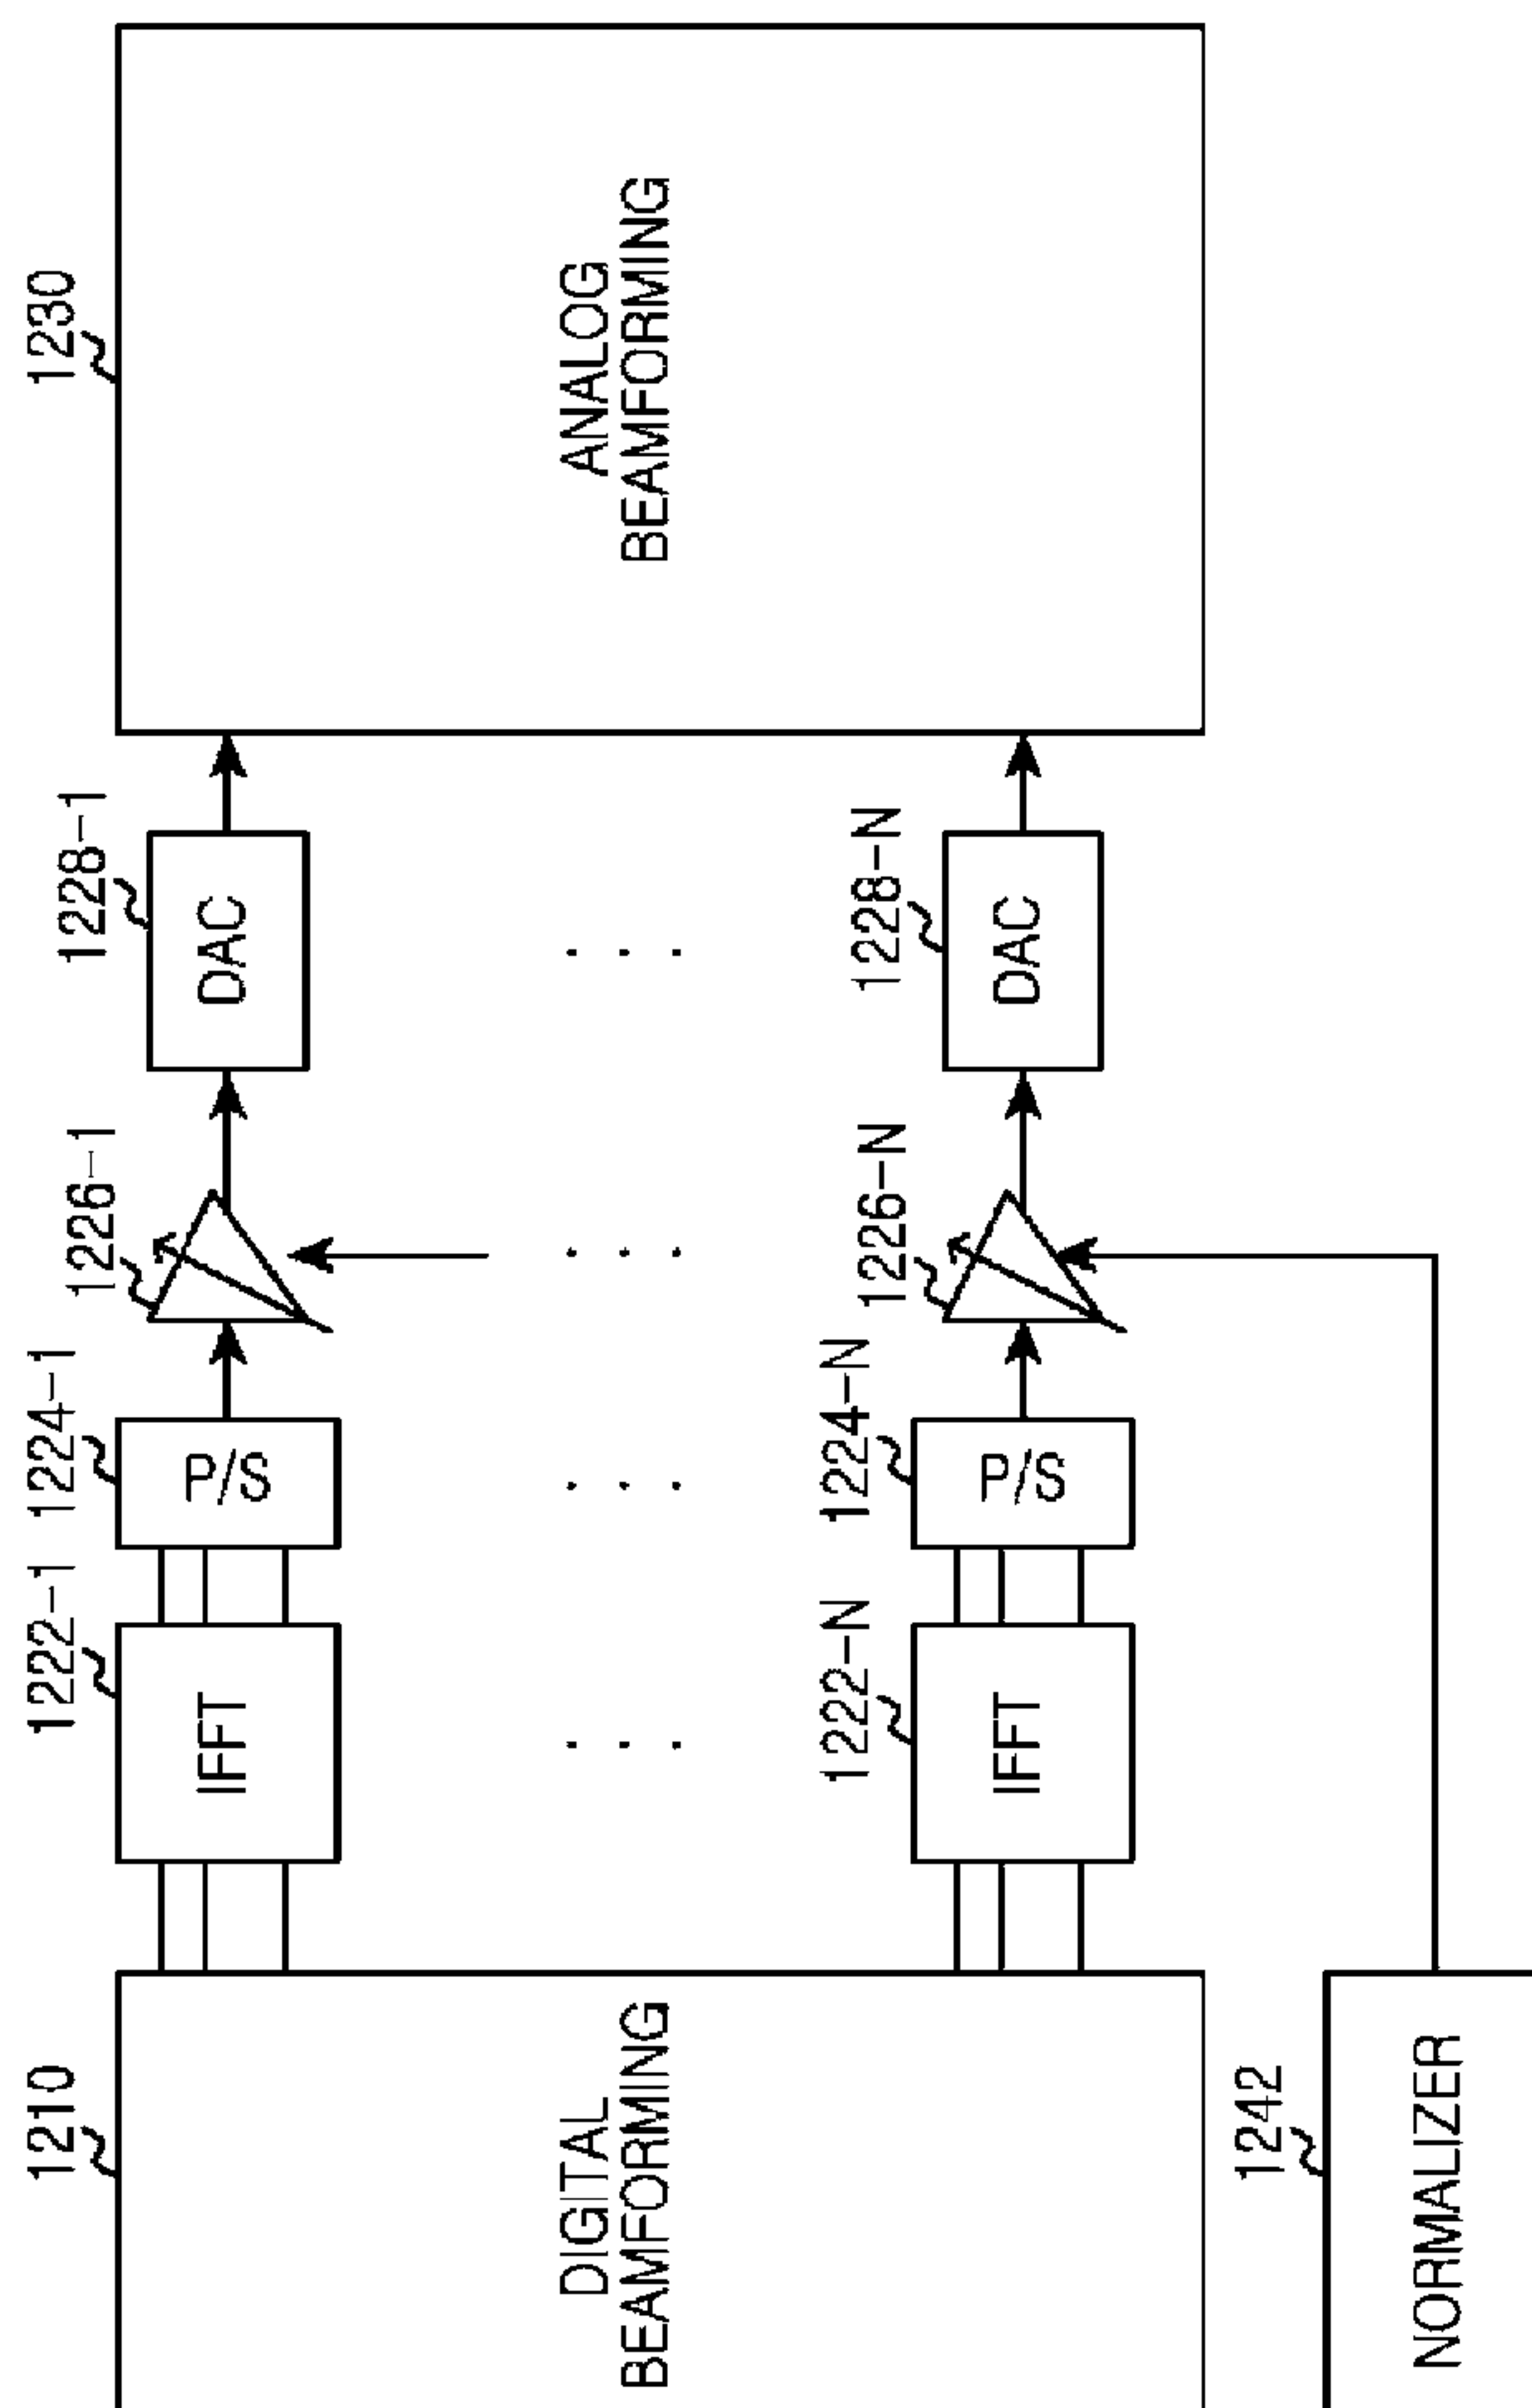 1210
DIGITAL
BEAMFORMING
1222-1
IFFT
1224-1
P/S
1226-1
1228-1
DAC
1230
ANALOG
BEAMFORMING
1222-N
IFFT
1224-N
P/S
1226-N
1228-N
DAC
1242
NORMALIZER